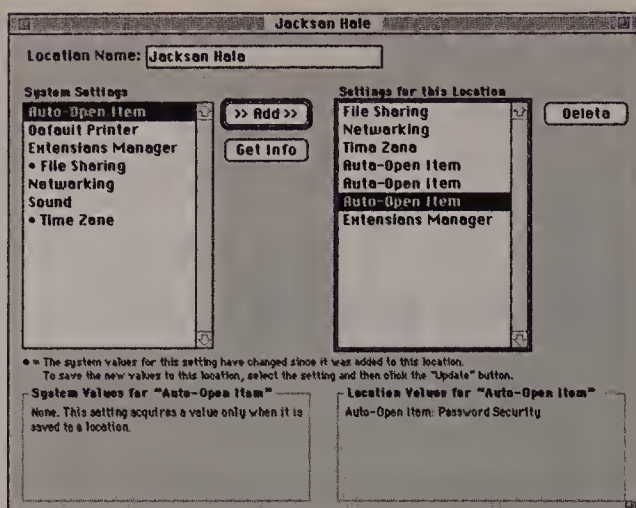 Jackson Hole
Location Name: Jackson Hole
System Settings
Auto-Open Item
Default Printer
Extensions Manager
• File Sharing
Networking
Sound
• Time Zone
>> Add >>
Get Info
Settings for this Location
File Sharing
Networking
Time Zone
Auto-Open Item
Auto-Open Item
Auto-Open Item
Extensions Manager
Delete
• = The system values for this setting have changed since it was added to this location.
To save the new values to this location, select the setting and then click the "Update" button.
System Values for "Auto-Open Item"
None. This setting acquires a value only when it is
saved to a location.
Location Values for "Auto-Open Item"
Auto-Open Item: Password Security